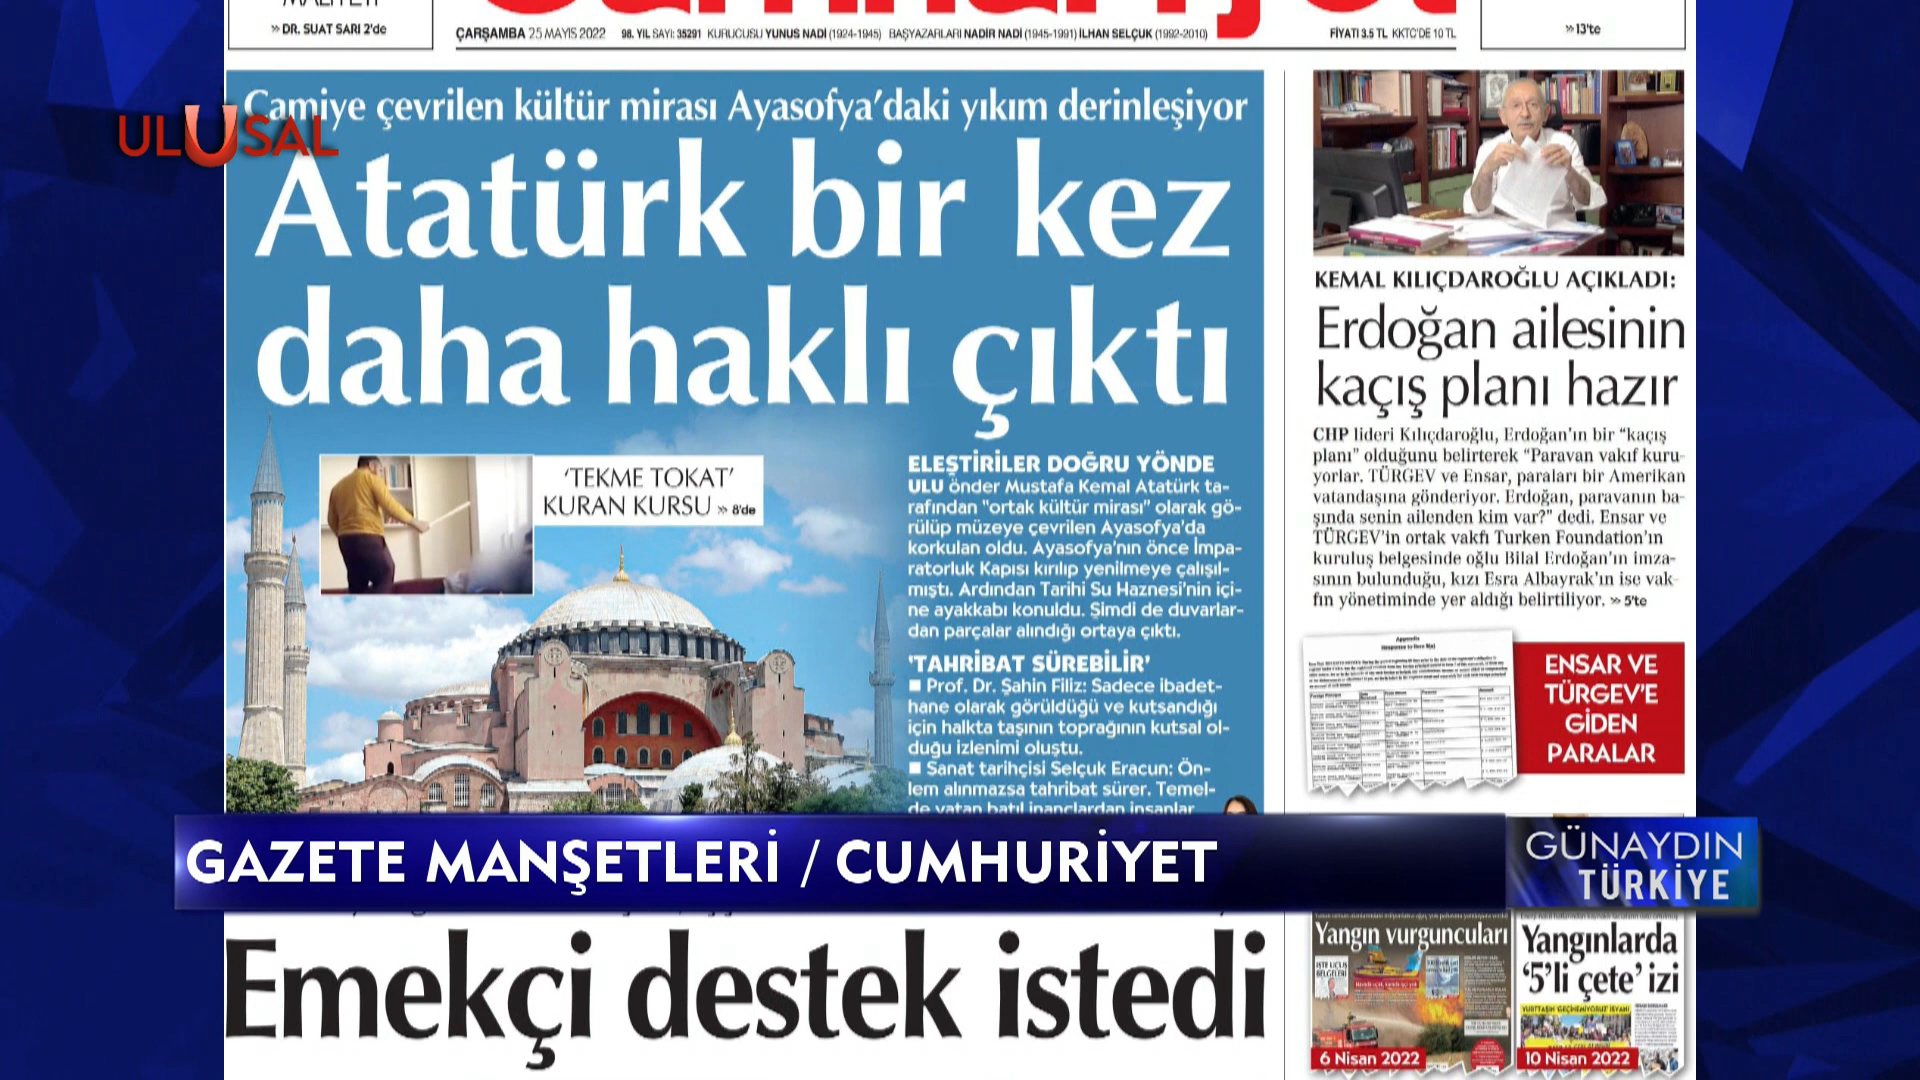 MALİYETİ
» DR. SUAT SARI 2'de
Cumhuriyet
ÇARŞAMBA 25 MAYIS 2022 98. YIL SAYI: 35291 KURUCUSU YUNUS NADİ (1924-1945) BAŞYAZARLARI NADİR NADİ (1945-1991) İLHAN SELÇUK (1992-2010) FİYATI 3.5 TL KKTC'DE 10 TL
» 13'te
ULUSAL
Camiye çevrilen kültür mirası Ayasofya'daki yıkım derinleşiyor
Atatürk bir kez
daha haklı çıktı
'TEKME TOKAT'
KURAN KURSU » 8'de
ELEŞTİRİLER DOĞRU YÖNDE
ULU önder Mustafa Kemal Atatürk ta-
rafından "ortak kültür mirası" olarak gö-
rülüp müzeye çevrilen Ayasofya'da
korkulan oldu. Ayasofya'nın önce İmpa-
ratorluk Kapısı kırılıp yenilmeye çalışıl-
mıştı. Ardından Tarihi Su Haznesi'nin içi-
ne ayakkabı konuldu. Şimdi de duvarlar-
dan parçalar alındığı ortaya çıktı.
'TAHRİBAT SÜREBİLİR'
■ Prof. Dr. Şahin Filiz: Sadece ibadet-
hane olarak görüldüğü ve kutsandığı
için halkta taşının toprağının kutsal ol-
duğu izlenimi oluştu.
■ Sanat tarihçisi Selçuk Eracun: Ön-
lem alınmazsa tahribat sürer. Temel-
de yatan batıl inançlardan insanlar
KEMAL KILIÇDAROĞLU AÇIKLADI:
Erdoğan ailesinin
kaçış planı hazır
CHP lideri Kılıçdaroğlu, Erdoğan'ın bir "kaçış
planı" olduğunu belirterek "Paravan vakıf kuru-
yorlar. TÜRGEV ve Ensar, paraları bir Amerikan
vatandaşına gönderiyor. Erdoğan, paravanın ba-
şında senin ailenden kim var?" dedi. Ensar ve
TÜRGEV'in ortak vakfı Turken Foundation'ın
kuruluş belgesinde oğlu Bilal Erdoğan'ın imza-
sının bulunduğu, kızı Esra Albayrak'ın ise vak-
fın yönetiminde yer aldığı belirtiliyor. » 5'te
Appendix
ENSAR VE
TÜRGEV'E
GİDEN
PARALAR
GAZETE MANŞETLERİ / CUMHURİYET
GÜNAYDIN
TÜRKİYE
Emekçi destek istedi
Yangın vurguncuları
6 Nisan 2022
Yangınlarda
'5'li çete' izi
10 Nisan 2022